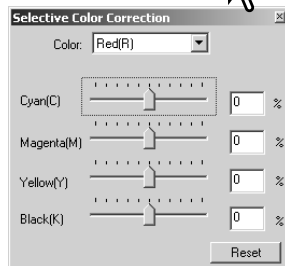 Selective Color Correction
Color: Red(R)
Cyan(C) 0 %
Magenta(M) 0 %
Yellow(Y) 0 %
Black(K) 0 %
Reset